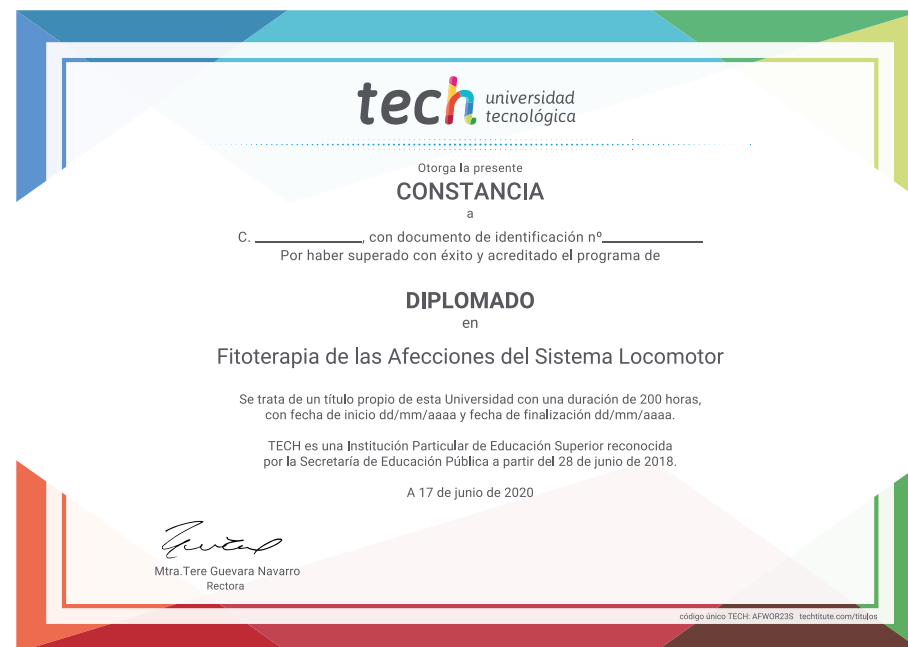 tech universidad
tecnológica
Otorga la presente
CONSTANCIA
a
C. ____________, con documento de identificación nº____________
Por haber superado con éxito y acreditado el programa de
DIPLOMADO
en
Fitoterapia de las Afecciones del Sistema Locomotor
Se trata de un título propio de esta Universidad con una duración de 200 horas,
con fecha de inicio dd/mm/aaaa y fecha de finalización dd/mm/aaaa.
TECH es una Institución Particular de Educación Superior reconocida
por la Secretaría de Educación Pública a partir del 28 de junio de 2018.
A 17 de junio de 2020
Mtra.Tere Guevara Navarro
Rectora
código único TECH: AFWOR23S techtitute.com/titulos